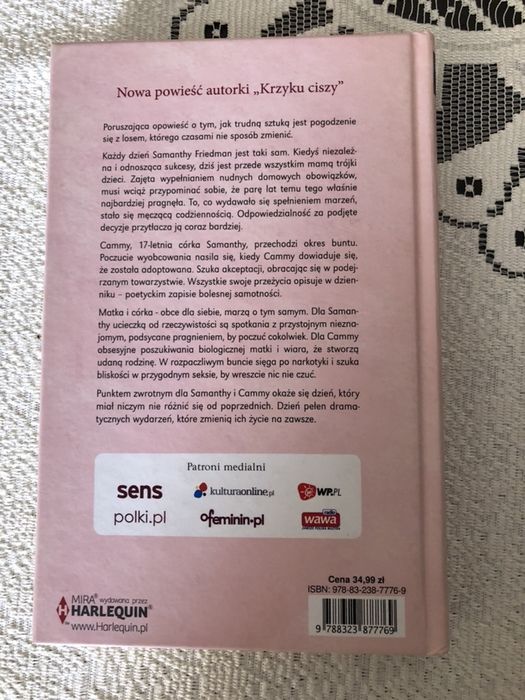 Nowa powieść autorki „Krzyku ciszy”
Poruszająca opowieść o tym, jak trudną sztuką jest pogodzenie
się z losem, którego czasami nie sposób zmienić.
Każdy dzień Samanthy Friedman jest taki sam. Kiedyś niezależ-
na i odnosząca sukcesy, dziś jest przede wszystkim mamą trójki
dzieci. Zajęta wypełnianiem nudnych domowych obowiązków,
musi wciąż przypominać sobie, że parę lat temu tego właśnie
najbardziej pragnęła. To, co wydawało się spełnieniem marzeń,
stało się męczącą codziennością. Odpowiedzialność za podjęte
decyzje przytłacza ją coraz bardziej.
Cammy, 17-letnia córka Samanthy, przechodzi okres buntu.
Poczucie wyobcowania nasila się, kiedy Cammy dowiaduje się,
że została adoptowana. Szuka akceptacji, obracając się w podej-
rzanym towarzystwie. Wszystkie swoje przeżycia opisuje w dzien-
niku – poetyckim zapisie bolesnej samotności.
Matka i córka - obce dla siebie, marzą o tym samym. Dla Saman-
thy ucieczką od rzeczywistości są spotkania z przystojnym niezna-
jomym, podsycane pragnieniem, by poczuć cokolwiek. Dla Cammy
obsesyjne poszukiwania biologicznej matki i wiara, że stworzą
udaną rodzinę. W rozpaczliwym buncie sięga po narkotyki i szuka
bliskości w przygodnym seksie, by wreszcie nic nie czuć.
Punktem zwrotnym dla Samanthy i Cammy okaże się dzień, który
miał niczym nie różnić się od poprzednich. Dzień pełen drama-
tycznych wydarzeń, które zmienią ich życie na zawsze.
Patroni medialni
sens
kulturaonline.pl
WP.PL
polki.pl
ofeminin.pl
radio
wawa
Cena 34,99 zł
ISBN: 978-83-238-7776-9
MIRA® wydawana przez
HARLEQUIN®
www.Harlequin.pl
9 788323 877769